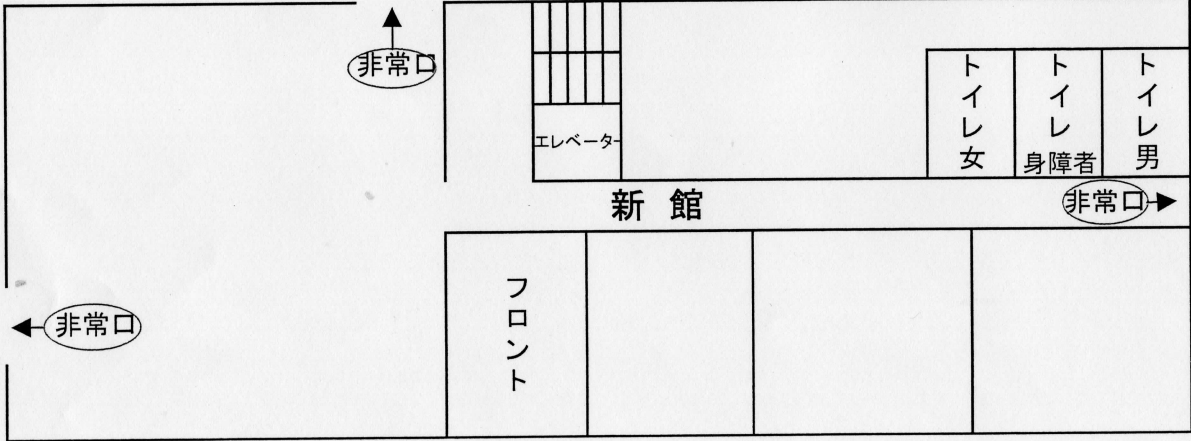 非常口
エレベーター
トイレ女
トイレ身障者
トイレ男
新館
非常口
フロント
非常口